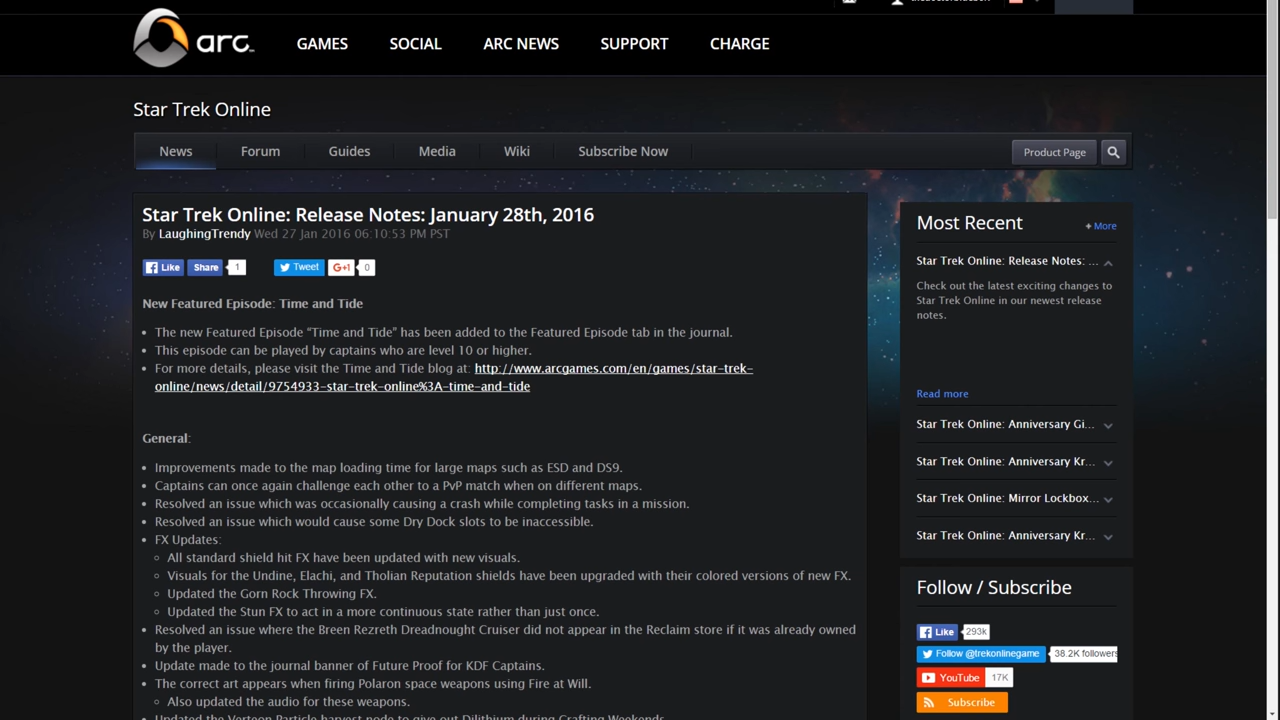 arc
GAMES SOCIAL ARC NEWS SUPPORT CHARGE
Star Trek Online
News Forum Guides Media Wiki Subscribe Now Product Page
Star Trek Online: Release Notes: January 28th, 2016
By LaughingTrendy Wed 27 Jan 2016 06:10:53 PM PST
Like Share 1 Tweet G+1 0
New Featured Episode: Time and Tide
• The new Featured Episode “Time and Tide” has been added to the Featured Episode tab in the journal.
• This episode can be played by captains who are level 10 or higher.
• For more details, please visit the Time and Tide blog at: http://www.arcgames.com/en/games/star-trek-
online/news/detail/9754933-star-trek-online%3A-time-and-tide
General:
• Improvements made to the map loading time for large maps such as ESD and DS9.
• Captains can once again challenge each other to a PvP match when on different maps.
• Resolved an issue which was occasionally causing a crash while completing tasks in a mission.
• Resolved an issue which would cause some Dry Dock slots to be inaccessible.
• FX Updates:
◦ All standard shield hit FX have been updated with new visuals.
◦ Visuals for the Undine, Elachi, and Tholian Reputation shields have been upgraded with their colored versions of new FX.
◦ Updated the Gorn Rock Throwing FX.
◦ Updated the Stun FX to act in a more continuous state rather than just once.
• Resolved an issue where the Breen Rezreth Dreadnought Cruiser did not appear in the Reclaim store if it was already owned
by the player.
• Update made to the journal banner of Future Proof for KDF Captains.
• The correct art appears when firing Polaron space weapons using Fire at Will.
◦ Also updated the audio for these weapons.
• Updated the Verteon Particle harvest node to give out Dilithium during Crafting Weekends.
Most Recent + More
Star Trek Online: Release Notes: ...
Check out the latest exciting changes to
Star Trek Online in our newest release
notes.
Read more
Star Trek Online: Anniversary Gi...
Star Trek Online: Anniversary Kr...
Star Trek Online: Mirror Lockbox...
Star Trek Online: Anniversary Kr...
Follow / Subscribe
Like 293k
Follow @trekonlinegame 38.2K followers
YouTube 17K
Subscribe